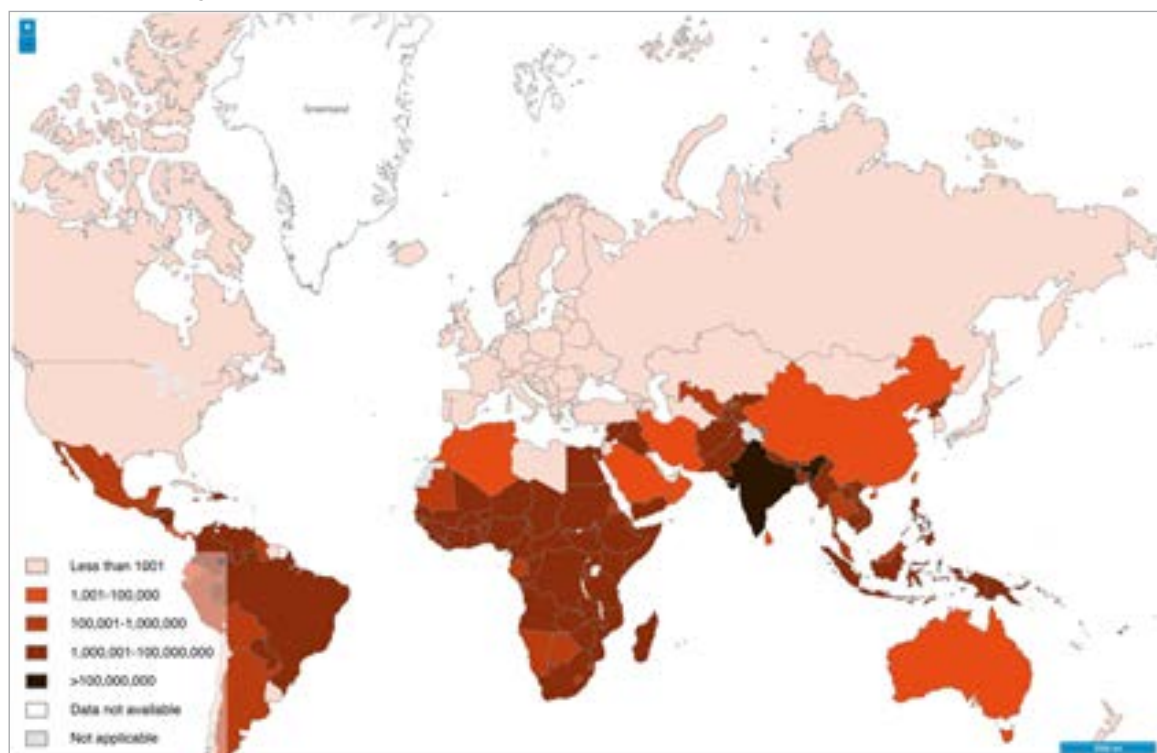 Greenland
Less than 1001
1,001-100,000
100,001-1,000,000
1,000,001-100,000,000
>100,000,000
Data not available
Not applicable